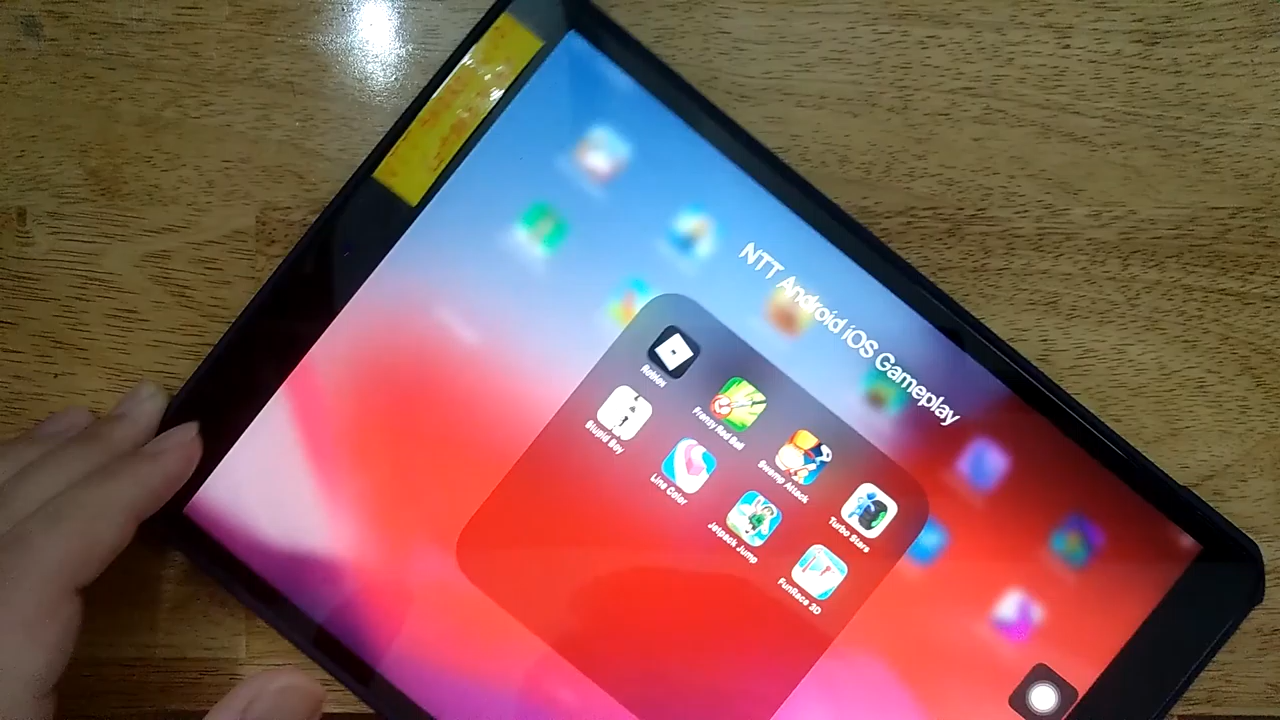 NTT Android iOS Gameplay
Roblox
Frenzy Red Ball
Swamp Attack
Turbo Stars
Stupid Boy
Line Color
Jetpack Jump
FunRace 3D